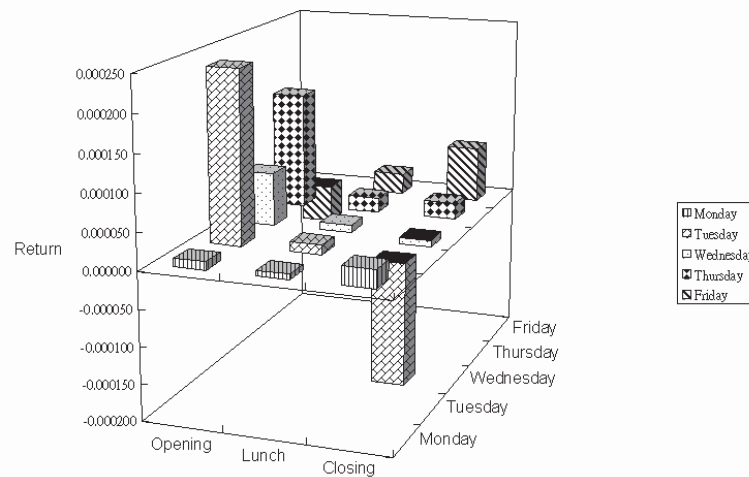 0.000250
0.000200
0.000150
0.000100
0.000050
0.000000
-0.000050
-0.000100
-0.000150
-0.000200
Return
Opening
Lunch
Closing
Monday
Tuesday
Wednesday
Thursday
Friday
Monday
Tuesday
Wednesday
Thursday
Friday